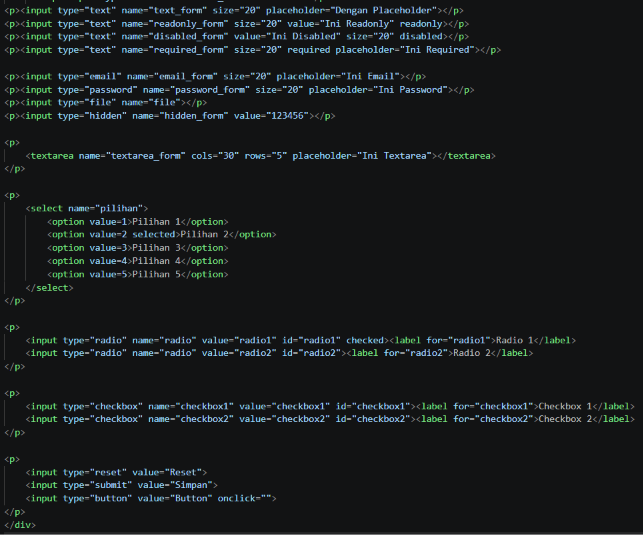 <p><input type="text" name="text_form" size="20" placeholder="Dengan Placeholder"></p>
<p><input type="text" name="readonly_form" size="20" value="Ini Readonly" readonly></p>
<p><input type="text" name="disabled_form" value="Ini Disabled" size="20" disabled></p>
<p><input type="text" name="required_form" size="20" required placeholder="Ini Required"></p>
<p><input type="email" name="email_form" size="20" placeholder="Ini Email"></p>
<p><input type="password" name="password_form" size="20" placeholder="Ini Password"></p>
<p><input type="file" name="file"></p>
<p><input type="hidden" name="hidden_form" value="123456"></p>
<p>
<textarea name="textarea_form" cols="30" rows="5" placeholder="Ini Textarea"></textarea>
</p>
<p>
<select name="pilihan">
<option value=1>Pilihan 1</option>
<option value=2 selected>Pilihan 2</option>
<option value=3>Pilihan 3</option>
<option value=4>Pilihan 4</option>
<option value=5>Pilihan 5</option>
</select>
</p>
<p>
<input type="radio" name="radio" value="radio1" id="radio1" checked><label for="radio1">Radio 1</label>
<input type="radio" name="radio" value="radio2" id="radio2"><label for="radio2">Radio 2</label>
</p>
<p>
<input type="checkbox" name="checkbox1" value="checkbox1" id="checkbox1"><label for="checkbox1">Checkbox 1</label>
<input type="checkbox" name="checkbox2" value="checkbox2" id="checkbox2"><label for="checkbox2">Checkbox 2</label>
</p>
<p>
<input type="reset" value="Reset">
<input type="submit" value="Simpan">
<input type="button" value="Button" onclick="">
</p>
</div>